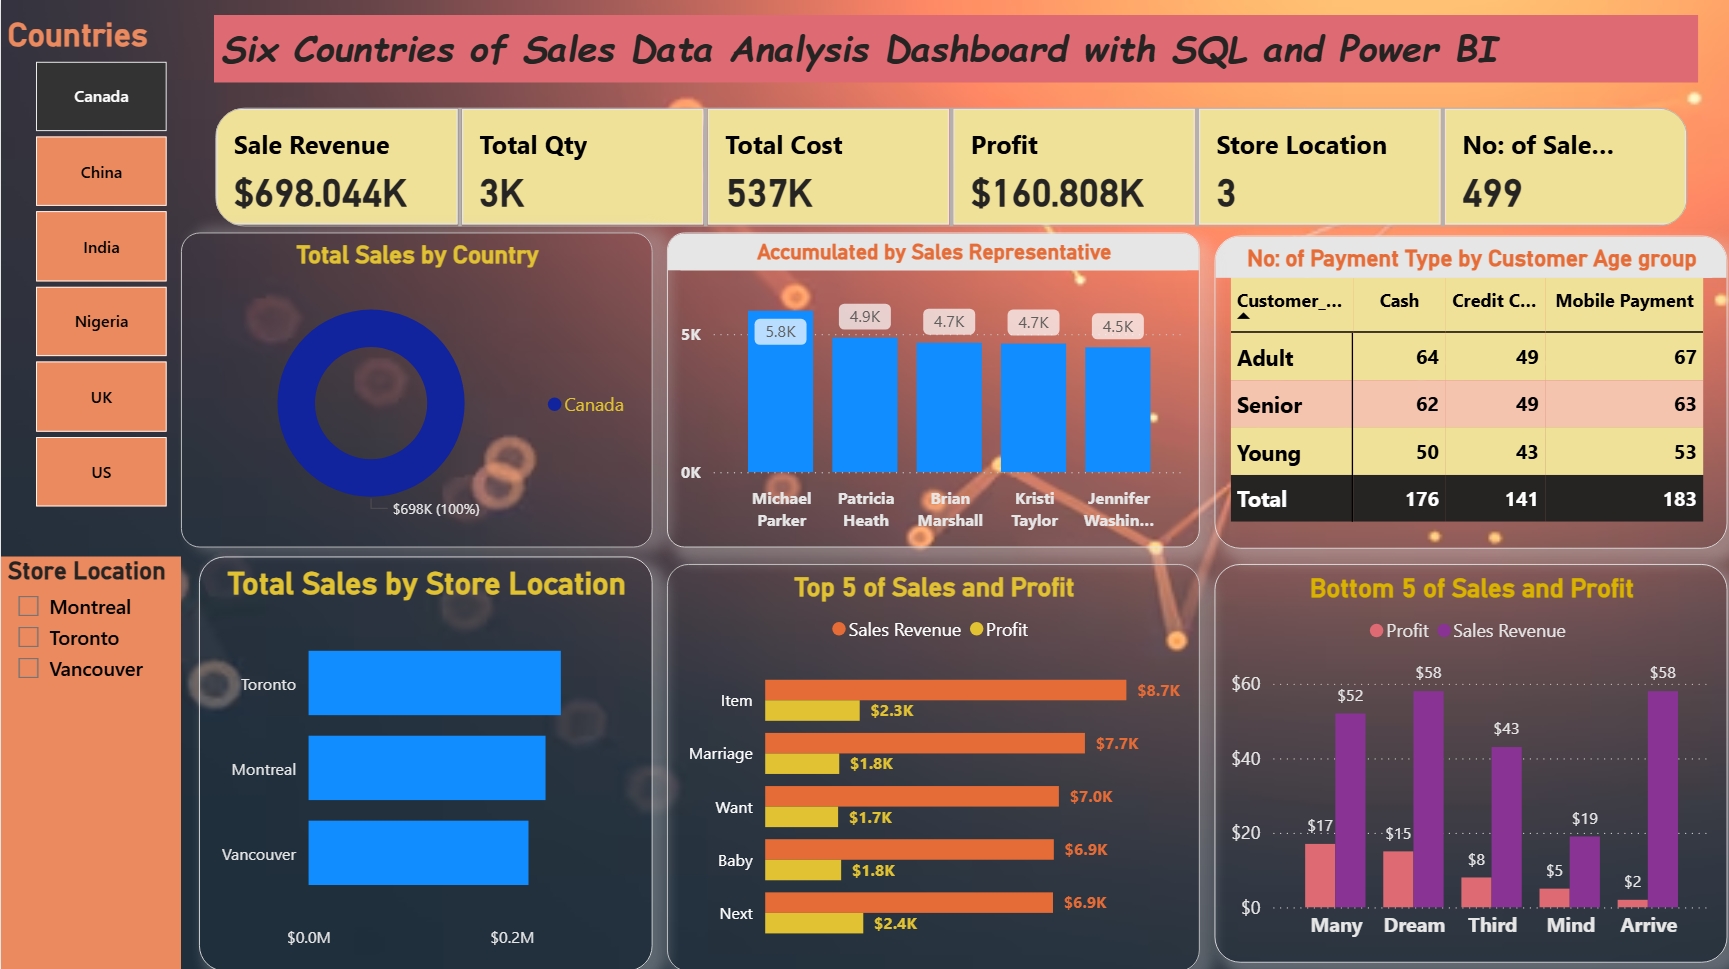 Countries
Canada
China
India
Nigeria
UK
US
Six Countries of Sales Data Analysis Dashboard with SQL and Power BI
Sale Revenue
$698.044K
Total Qty
3K
Total Cost
537K
Profit
$160.808K
Store Location
3
No: of Sale...
499
Total Sales by Country
Canada
$698K (100%)
Accumulated by Sales Representative
5K
0K
5.8K
4.9K
4.7K
4.7K
4.5K
Michael
Parker
Patricia
Heath
Brian
Marshall
Kristi
Taylor
Jennifer
Washin...
No: of Payment Type by Customer Age group
Customer_... Cash Credit C... Mobile Payment
Adult 64 49 67
Senior 62 49 63
Young 50 43 53
Total 176 141 183
Store Location
Montreal
Toronto
Vancouver
Total Sales by Store Location
Toronto
Montreal
Vancouver
$0.0M $0.2M
Top 5 of Sales and Profit
Sales Revenue Profit
Item $8.7K
$2.3K
Marriage $7.7K
$1.8K
Want $7.0K
$1.7K
Baby $6.9K
$1.8K
Next $6.9K
$2.4K
Bottom 5 of Sales and Profit
Profit Sales Revenue
$60
$40
$20
$0
$17 $52
$15 $58
$8 $43
$5 $19
$2 $58
Many Dream Third Mind Arrive